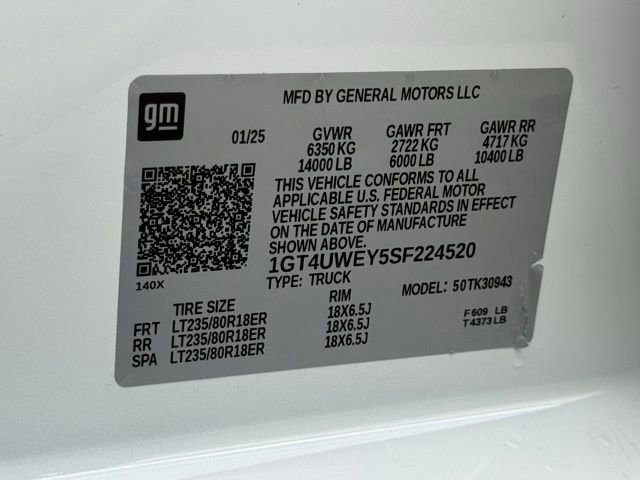 gm
MFD BY GENERAL MOTORS LLC
01/25 GVWR GAWR FRT GAWR RR
6350 KG 2722 KG 4717 KG
14000 LB 6000 LB 10400 LB
THIS VEHICLE CONFORMS TO ALL
APPLICABLE U.S. FEDERAL MOTOR
VEHICLE SAFETY STANDARDS IN EFFECT
ON THE DATE OF MANUFACTURE
SHOWN ABOVE.
1GT4UWEY5SF224520
140X
TYPE: TRUCK MODEL: 50TK30943
TIRE SIZE RIM
FRT LT235/80R18ER 18X6.5J
RR LT235/80R18ER 18X6.5J
SPA LT235/80R18ER 18X6.5J
F 609 LB
T 4373 LB